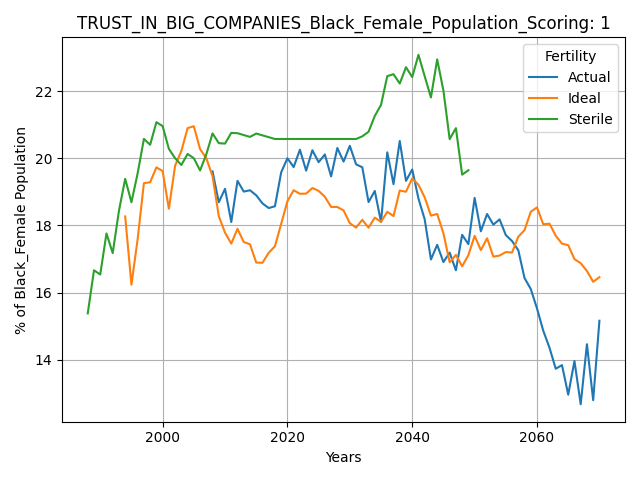 TRUST_IN_BIG_COMPANIES_Black_Female_Population_Scoring: 1
Fertility
Actual
Ideal
Sterile
% of Black_Female Population
22
20
18
16
14
2000 2020 2040 2060
Years